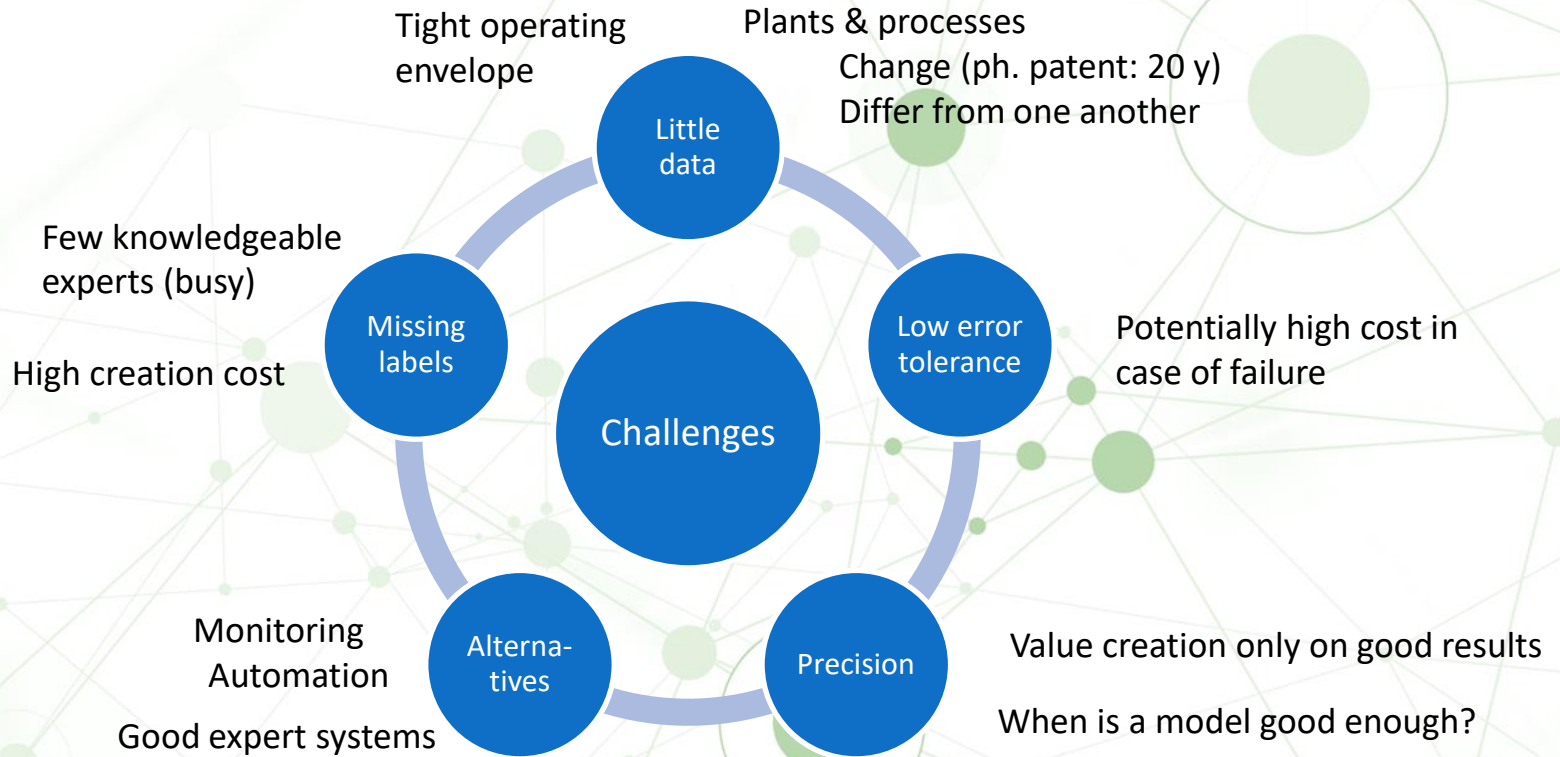 Tight operating
envelope
Plants & processes
Change (ph. patent: 20 y)
Differ from one another
Little
data
Few knowledgeable
experts (busy)
High creation cost
Missing
labels
Low error
tolerance
Potentially high cost in
case of failure
Challenges
Monitoring
Automation
Good expert systems
Alterna-
tives
Precision
Value creation only on good results
When is a model good enough?